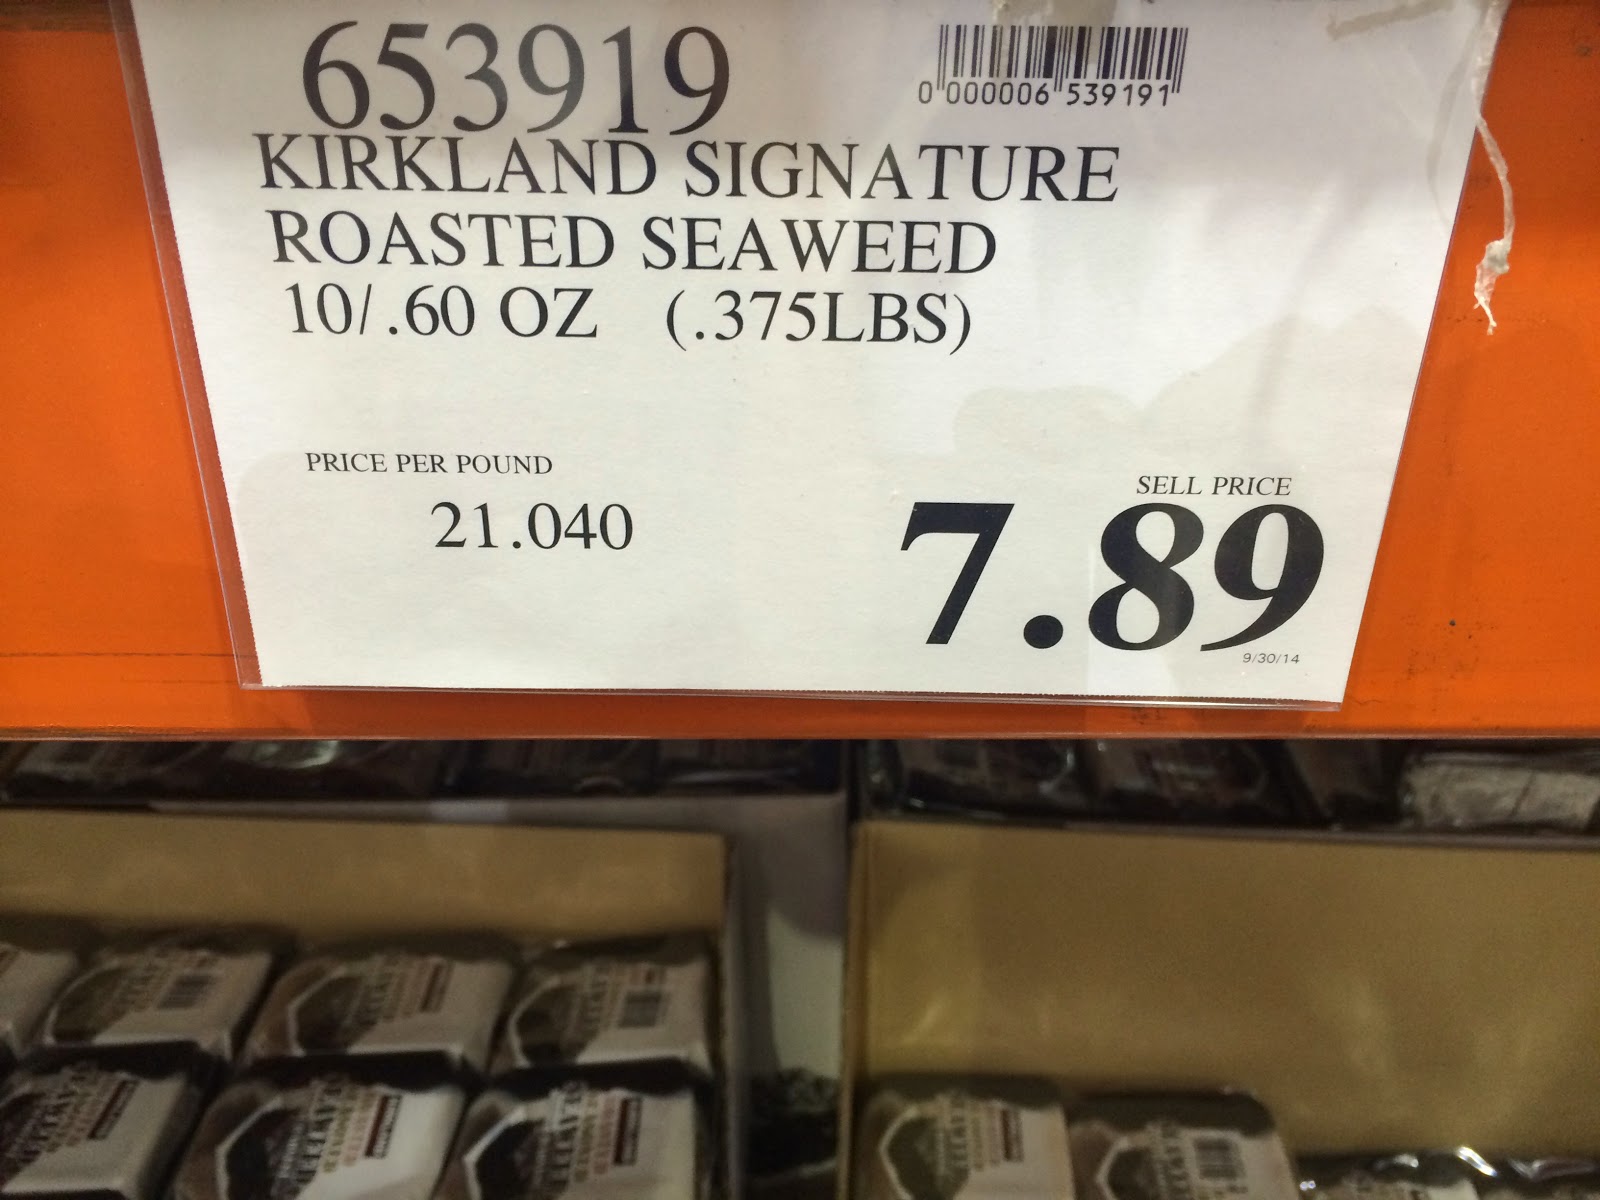 653919
0 000006 539191
KIRKLAND SIGNATURE
ROASTED SEAWEED
10/ .60 OZ (.375LBS)
PRICE PER POUND
21.040
SELL PRICE
7.89
9/30/14